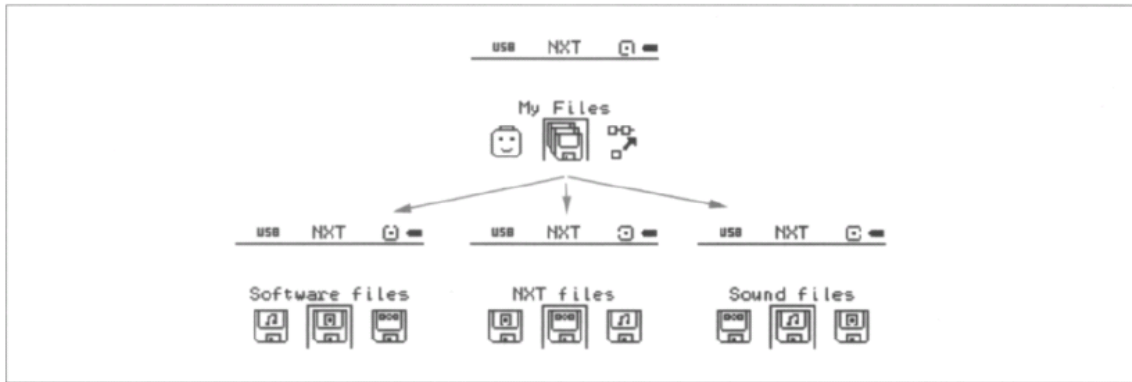 USB NXT
My Files
USB NXT
Software files
USB NXT
NXT files
USB NXT
Sound files